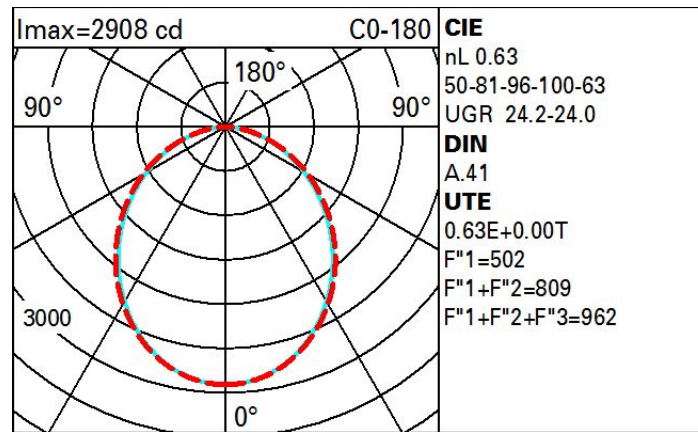 Imax=2908 cd C0-180
180°
90° 90°
3000
0°
CIE
nL 0.63
50-81-96-100-63
UGR 24.2-24.0
DIN
A.41
UTE
0.63E+0.00T
F"1=502
F"1+F"2=809
F"1+F"2+F"3=962